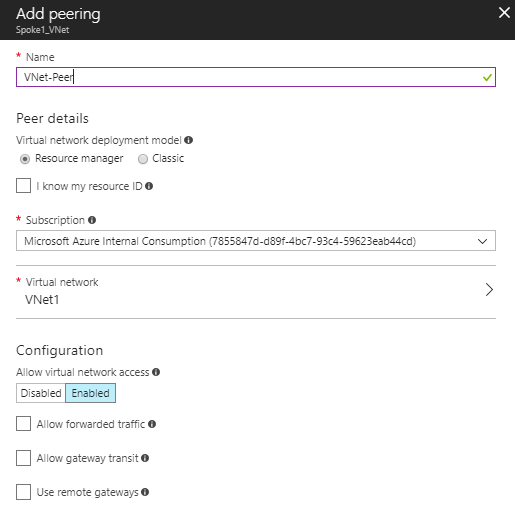 Add peering
Spoke1_VNet
* Name
VNet-Peer
Peer details
Virtual network deployment model
Resource manager Classic
I know my resource ID
* Subscription
Microsoft Azure Internal Consumption (7855847d-d89f-4bc7-93c4-59623eab44cd)
* Virtual network
VNet1
Configuration
Allow virtual network access
Disabled Enabled
Allow forwarded traffic
Allow gateway transit
Use remote gateways